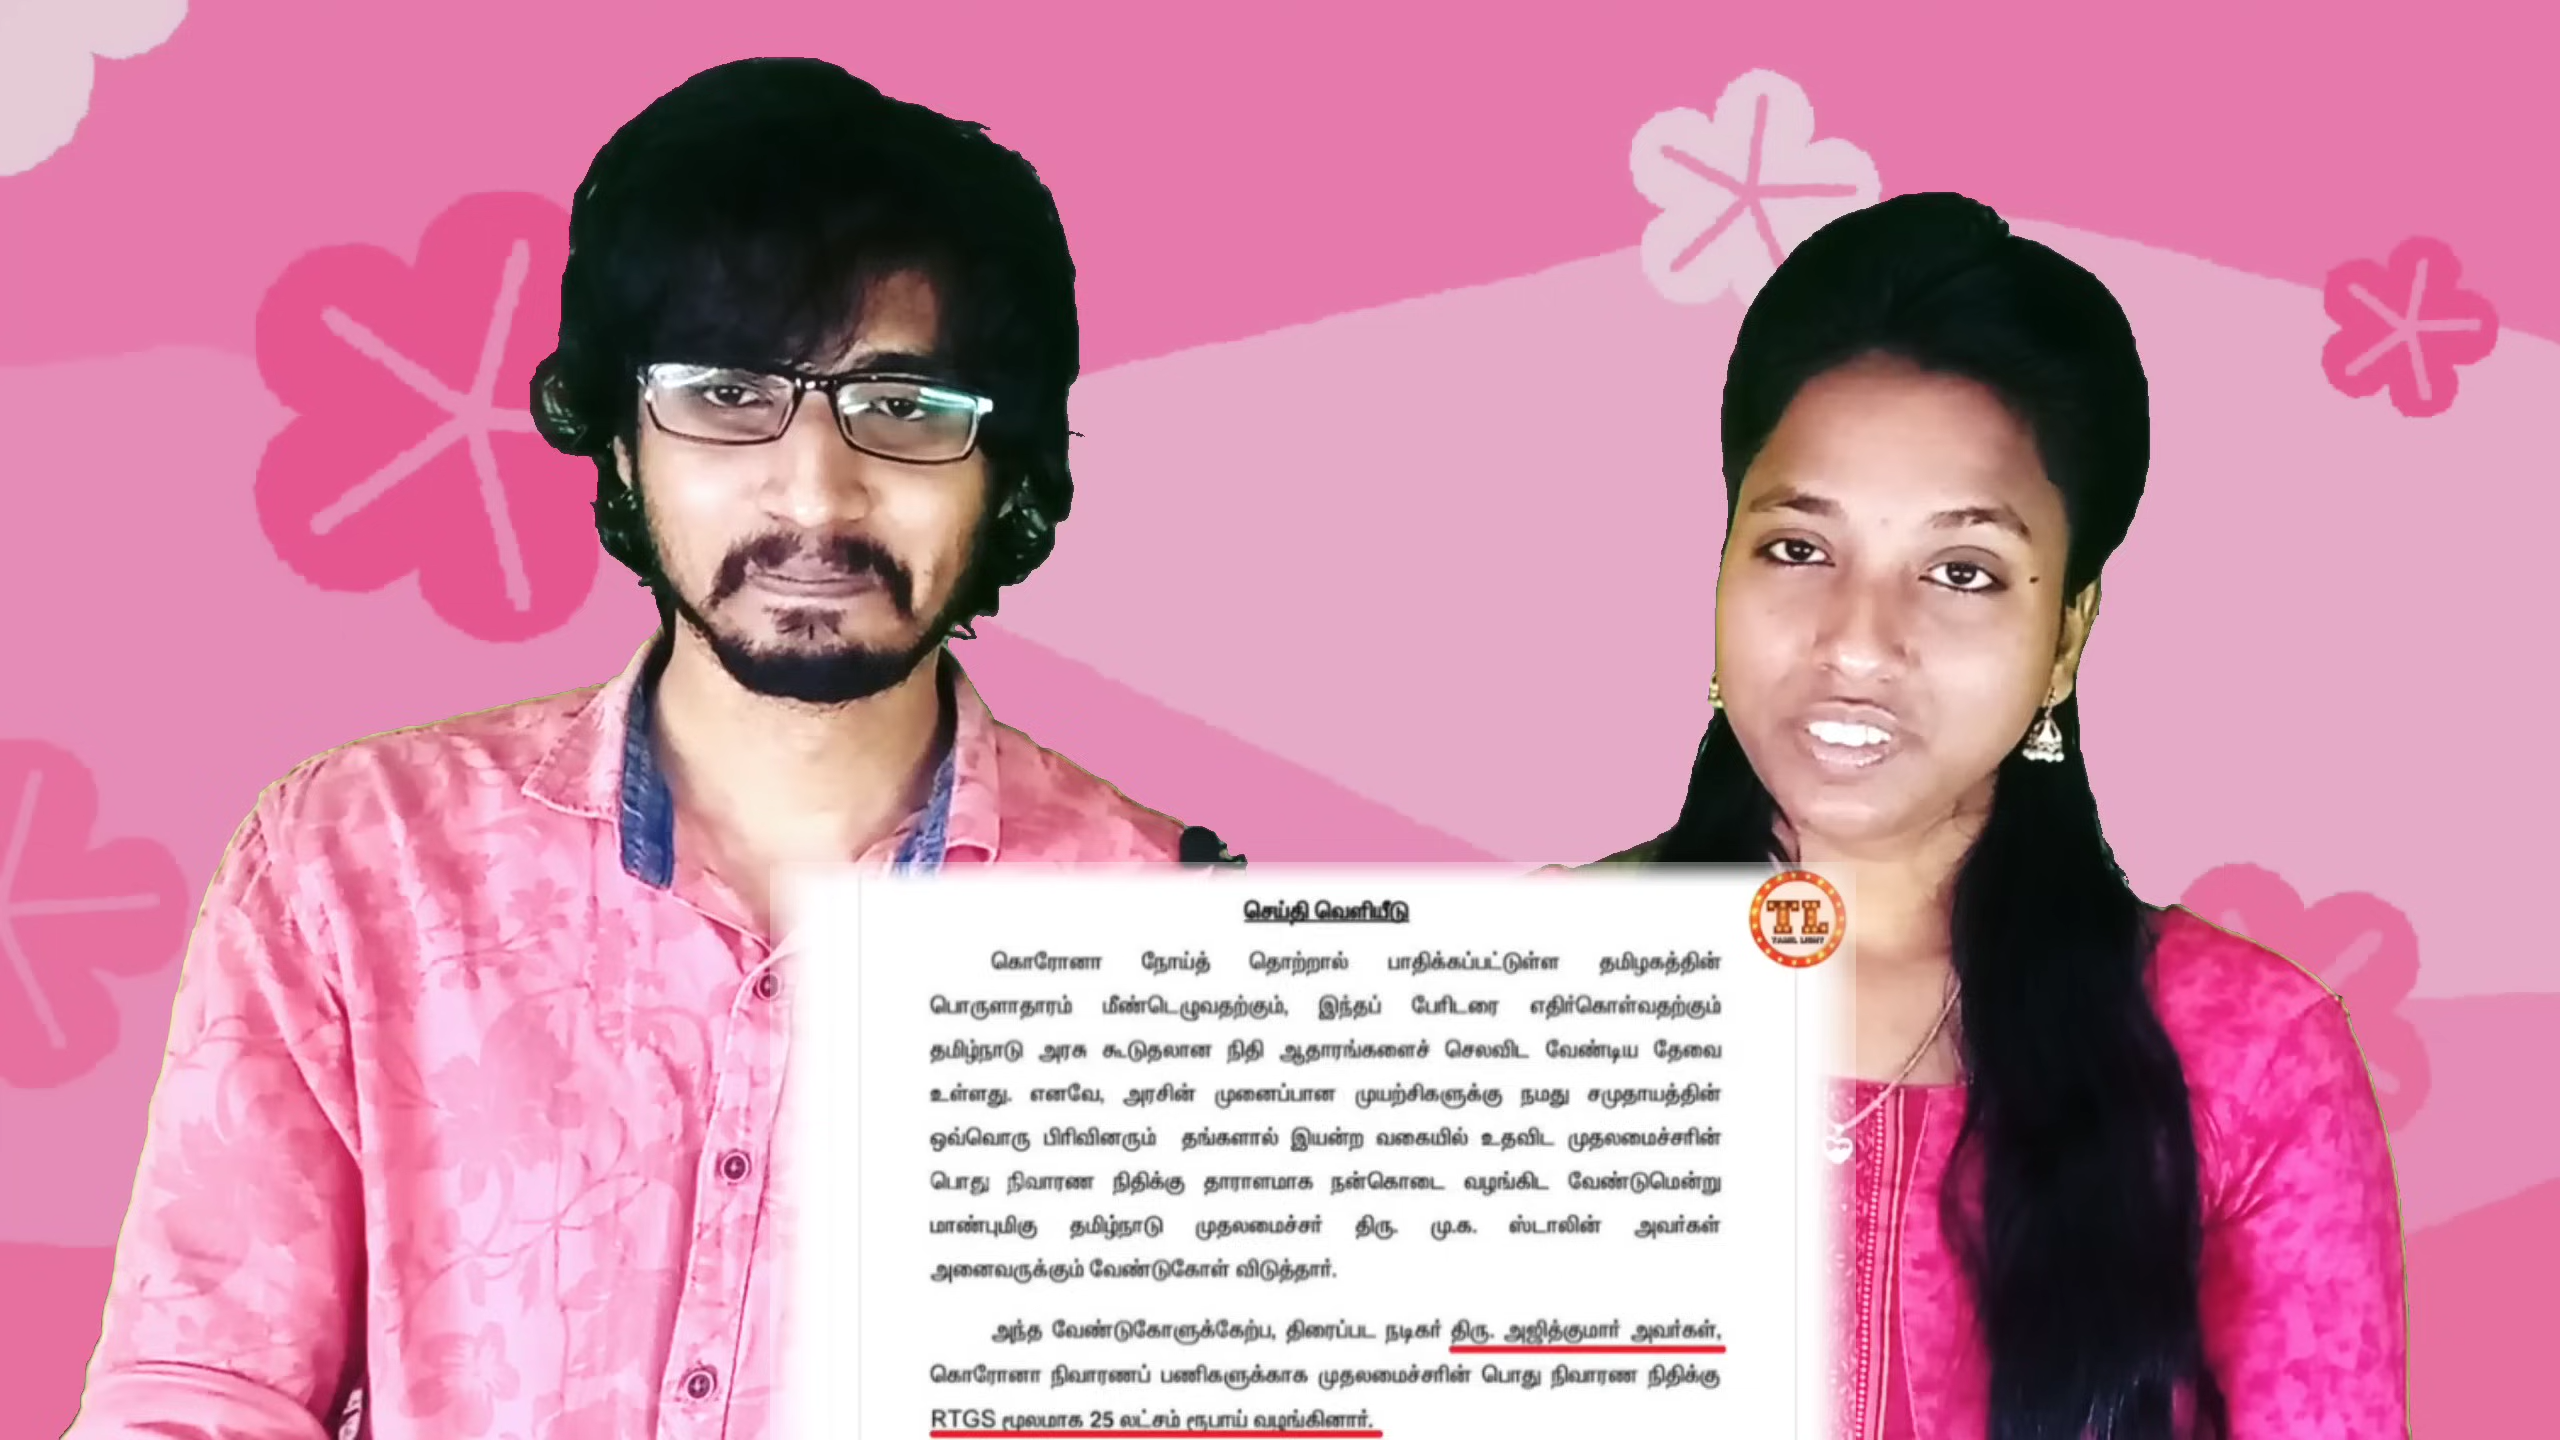 செய்தி வெளியீடு
TL
TAMIL LIGHT
கொரோனா நோய்த் தொற்றால் பாதிக்கப்பட்டுள்ள தமிழகத்தின்
பொருளாதாரம் மீண்டெழுவதற்கும், இந்தப் பேரிடரை எதிர்கொள்வதற்கும்
தமிழ்நாடு அரசு கூடுதலான நிதி ஆதாரங்களைச் செலவிட வேண்டிய தேவை
உள்ளது. எனவே, அரசின் முனைப்பான முயற்சிகளுக்கு நமது சமுதாயத்தின்
ஒவ்வொரு பிரிவினரும் தங்களால் இயன்ற வகையில் உதவிட முதலமைச்சரின்
பொது நிவாரண நிதிக்கு தாராளமாக நன்கொடை வழங்கிட வேண்டுமென்று
மாண்புமிகு தமிழ்நாடு முதலமைச்சர் திரு. மு.க. ஸ்டாலின் அவர்கள்
அனைவருக்கும் வேண்டுகோள் விடுத்தார்.
அந்த வேண்டுகோளுக்கேற்ப, திரைப்பட நடிகர் திரு. அஜித்குமார் அவர்கள்,
கொரோனா நிவாரணப் பணிகளுக்காக முதலமைச்சரின் பொது நிவாரண நிதிக்கு
RTGS மூலமாக 25 லட்சம் ரூபாய் வழங்கினார்.